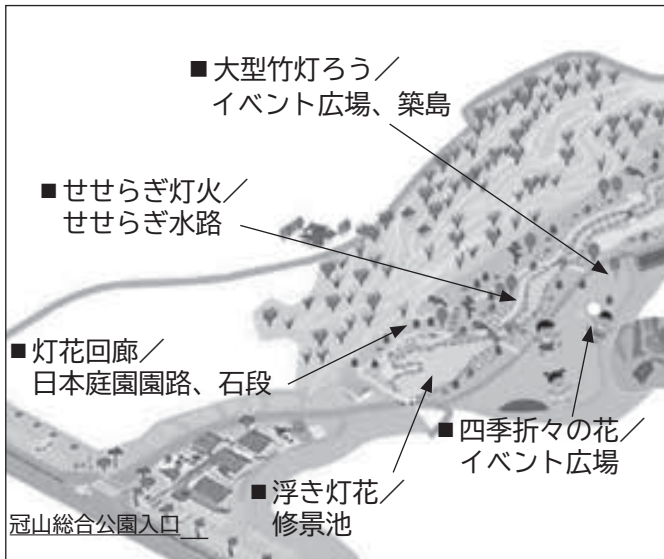 ■大型竹灯ろう／
イベント広場、築島
■せせらぎ灯火／
せせらぎ水路
■灯花回廊／
日本庭園園路、石段
■四季折々の花／
イベント広場
■浮き灯花／
修景池
冠山総合公園入口